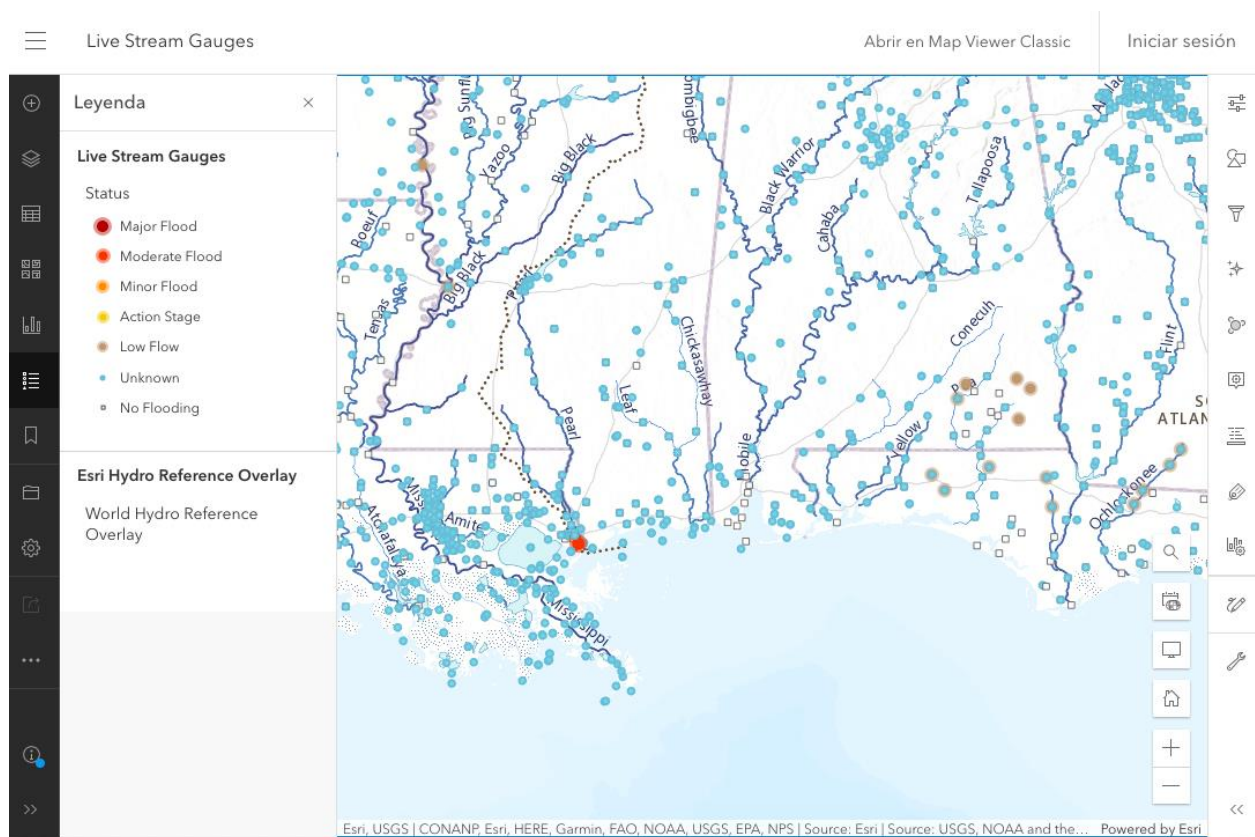 Live Stream Gauges
Abrir en Map Viewer Classic
Iniciar sesión
Leyenda
Live Stream Gauges
Status
Major Flood
Moderate Flood
Minor Flood
Action Stage
Low Flow
Unknown
No Flooding
Esri Hydro Reference Overlay
World Hydro Reference
Overlay
Yazoo
Big Black
Boeuf
Big Black
Tensas
Black Warrior
Cahaba
Tallapoosa
Chickasawhay
Leaf
Pearl
Conecuh
Yellow
Flint
Amite
Atchafalaya
Mississippi
Ochlockonee
Esri, USGS | CONANP, Esri, HERE, Garmin, FAO, NOAA, USGS, EPA, NPS | Source: Esri | Source: USGS, NOAA and the...
Powered by Esri